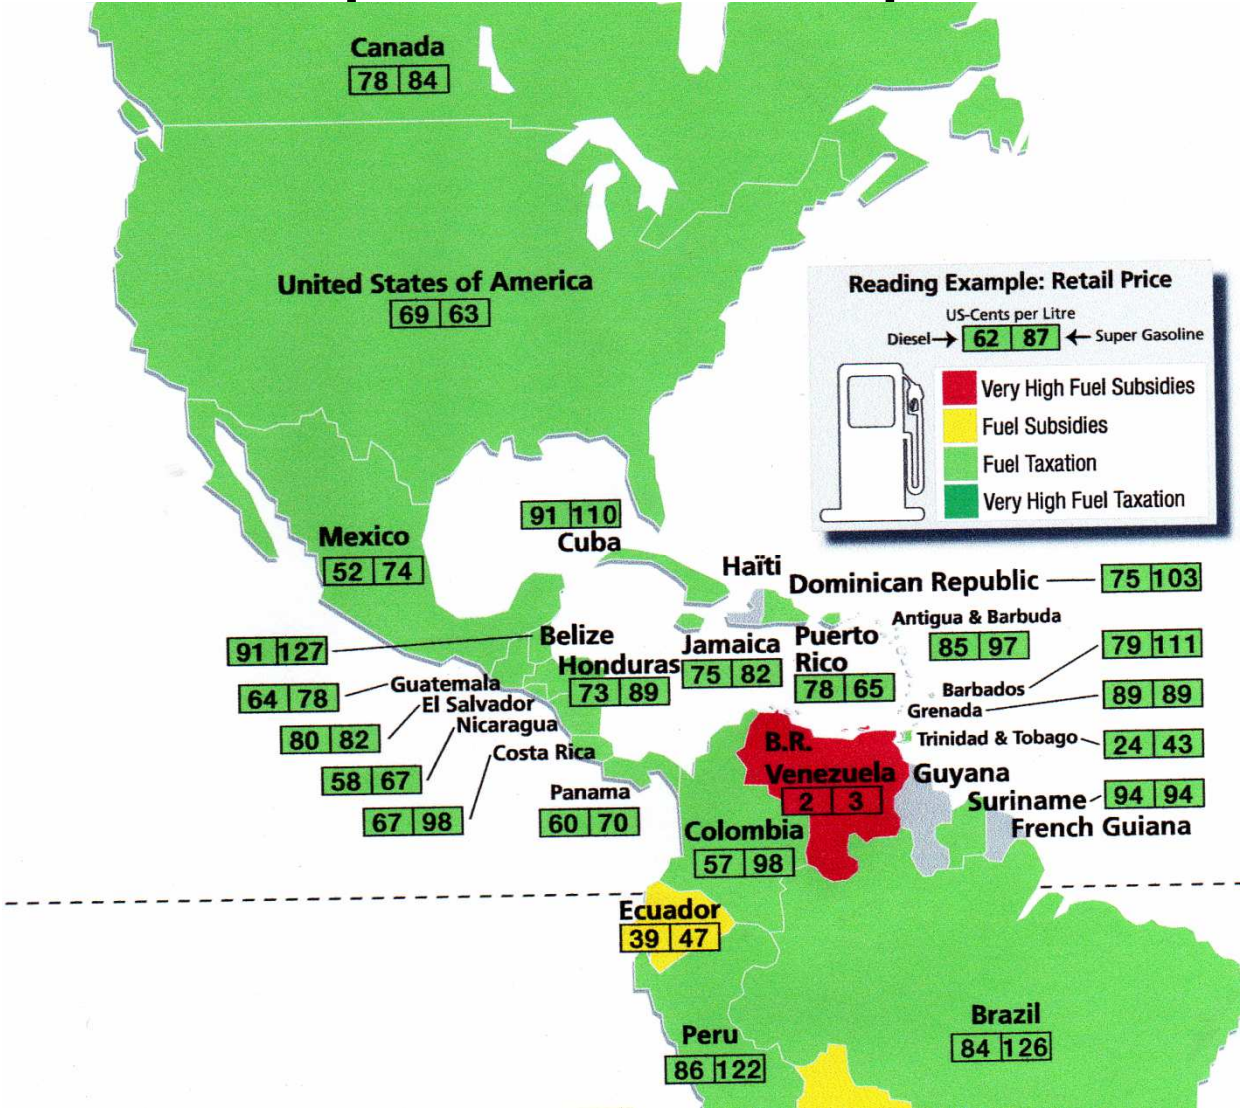 Canada
78 84
United States of America
69 63
Reading Example: Retail Price
US-Cents per Litre
Diesel→ 62 87 ← Super Gasoline
Very High Fuel Subsidies
Fuel Subsidies
Fuel Taxation
Very High Fuel Taxation
Mexico
52 74
91 110
Cuba
Haïti
Dominican Republic
75 103
Antigua & Barbuda
85 97
91 127
Belize
Honduras
73 89
Jamaica
75 82
Puerto
Rico
78 65
79 111
Barbados
64 78
Guatemala
Grenada
89 89
80 82
El Salvador
Nicaragua
58 67
Costa Rica
67 98
Trinidad & Tobago
24 43
Panama
60 70
B.R.
Venezuela
2 3
Guyana
Suriname
94 94
French Guiana
Colombia
57 98
Ecuador
39 47
Peru
86 122
Brazil
84 126